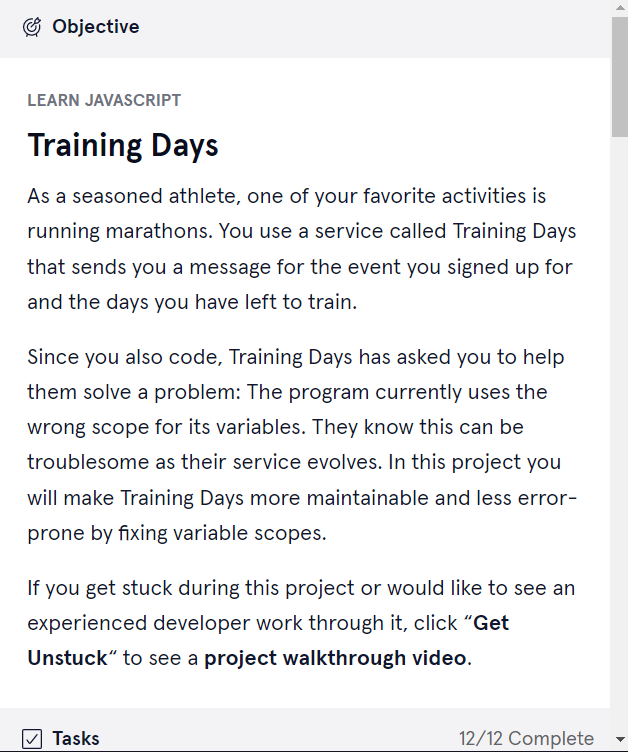 Objective
LEARN JAVASCRIPT
Training Days
As a seasoned athlete, one of your favorite activities is
running marathons. You use a service called Training Days
that sends you a message for the event you signed up for
and the days you have left to train.
Since you also code, Training Days has asked you to help
them solve a problem: The program currently uses the
wrong scope for its variables. They know this can be
troublesome as their service evolves. In this project you
will make Training Days more maintainable and less error-
prone by fixing variable scopes.
If you get stuck during this project or would like to see an
experienced developer work through it, click “Get
Unstuck“ to see a project walkthrough video.
Tasks 12/12 Complete